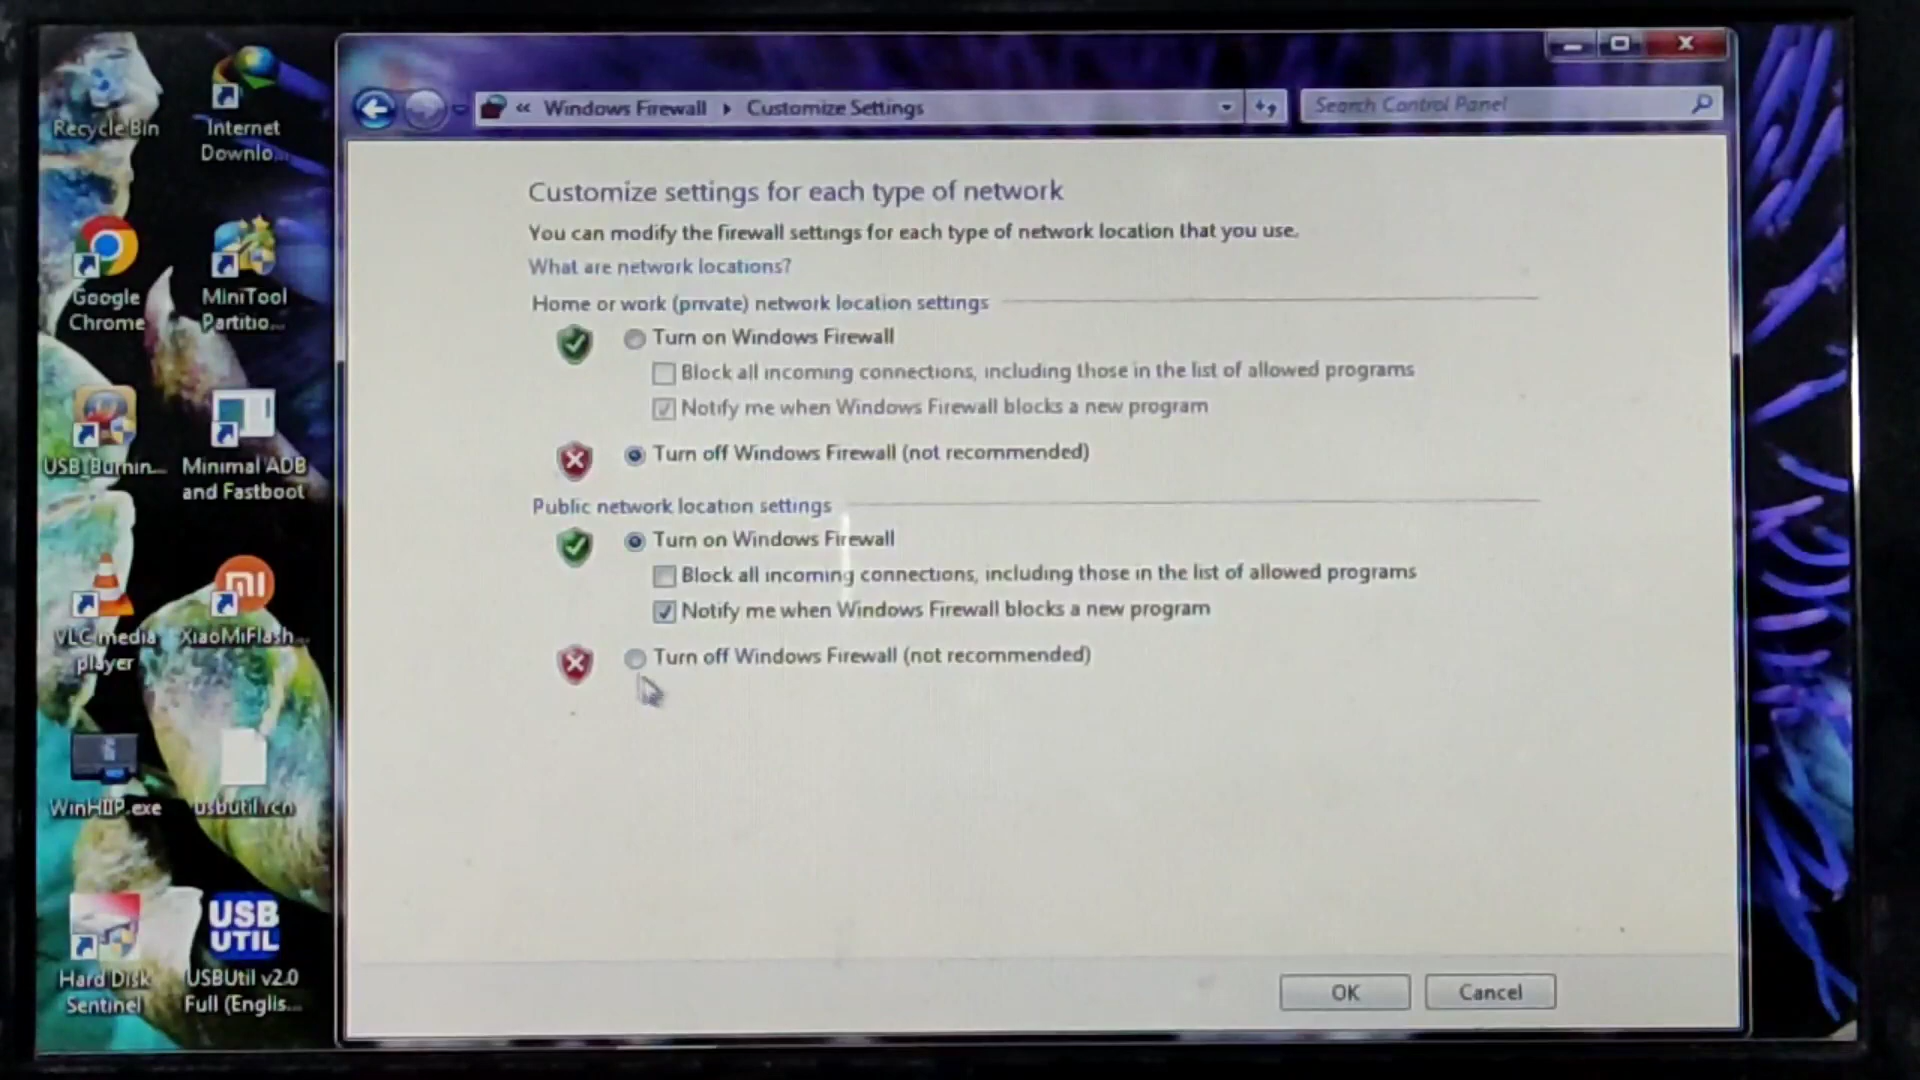 Recycle Bin
Internet
Downlo...
Google
Chrome
MiniTool
Partitio...
USB_Burnin...
Minimal ADB
and Fastboot
VLC media
player
XiaoMiFlash...
WinHIIP.exe
usbutil.rcn
Hard Disk
Sentinel
USB
UTIL
USBUtil v2.0
Full (Englis...
« Windows Firewall Customize Settings
Search Control Panel
Customize settings for each type of network
You can modify the firewall settings for each type of network location that you use.
What are network locations?
Home or work (private) network location settings
Turn on Windows Firewall
Block all incoming connections, including those in the list of allowed programs
Notify me when Windows Firewall blocks a new program
Turn off Windows Firewall (not recommended)
Public network location settings
Turn on Windows Firewall
Block all incoming connections, including those in the list of allowed programs
Notify me when Windows Firewall blocks a new program
Turn off Windows Firewall (not recommended)
OK
Cancel